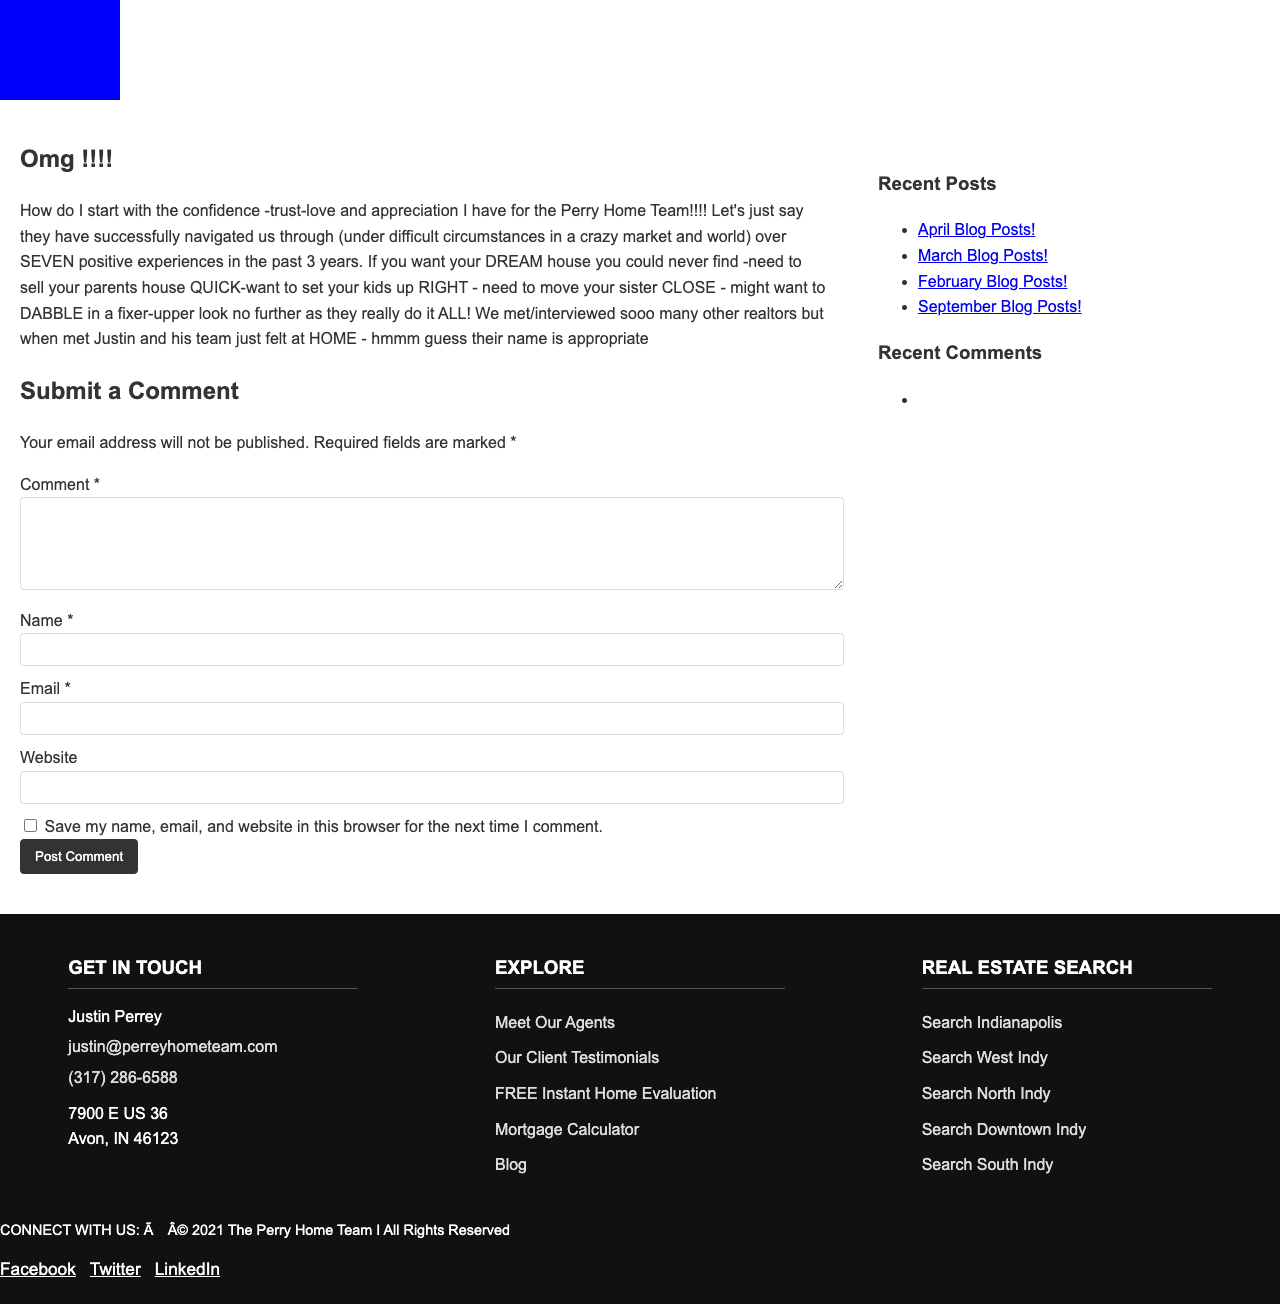 Omg !!!!
How do I start with the confidence -trust-love and appreciation I have for the Perry Home Team!!!! Let's just say
they have successfully navigated us through (under difficult circumstances in a crazy market and world) over
SEVEN positive experiences in the past 3 years. If you want your DREAM house you could never find -need to
sell your parents house QUICK-want to set your kids up RIGHT - need to move your sister CLOSE - might want to
DABBLE in a fixer-upper look no further as they really do it ALL! We met/interviewed sooo many other realtors but
when met Justin and his team just felt at HOME - hmmm guess their name is appropriate
Submit a Comment
Your email address will not be published. Required fields are marked *
Comment *
Name *
Email *
Website
Save my name, email, and website in this browser for the next time I comment.
Post Comment
Recent Posts
April Blog Posts!
March Blog Posts!
February Blog Posts!
September Blog Posts!
Recent Comments
GET IN TOUCH
Justin Perrey
justin@perreyhometeam.com
(317) 286-6588
7900 E US 36
Avon, IN 46123
EXPLORE
Meet Our Agents
Our Client Testimonials
FREE Instant Home Evaluation
Mortgage Calculator
Blog
REAL ESTATE SEARCH
Search Indianapolis
Search West Indy
Search North Indy
Search Downtown Indy
Search South Indy
CONNECT WITH US: Ã Â© 2021 The Perry Home Team I All Rights Reserved
Facebook Twitter LinkedIn